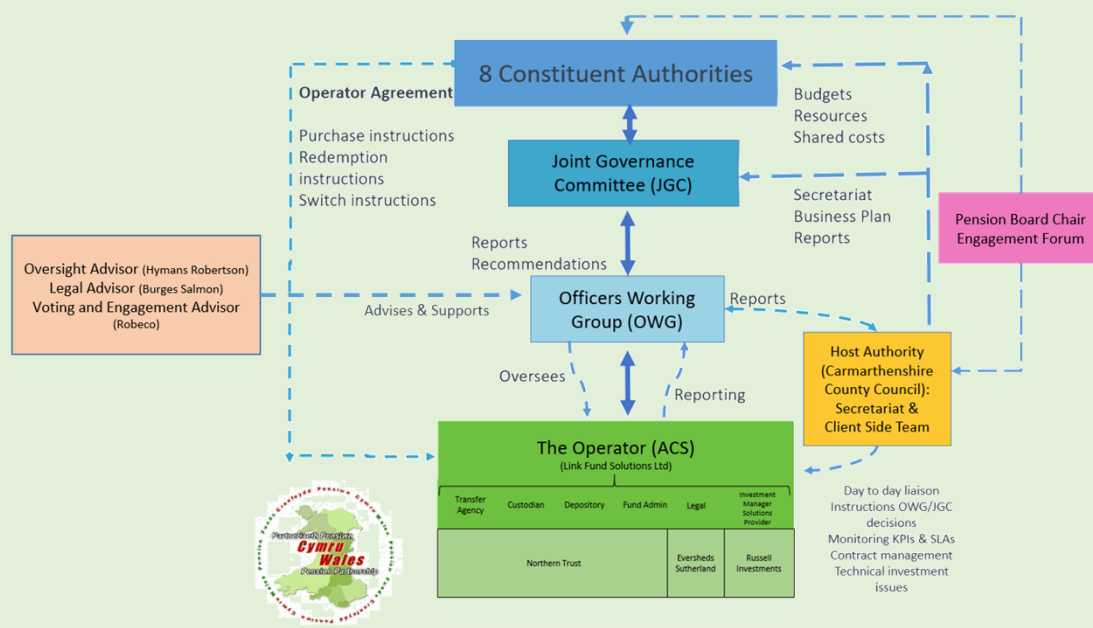 8 Constituent Authorities
Operator Agreement
Purchase instructions
Redemption
instructions
Switch instructions
Budgets
Resources
Shared costs
Joint Governance
Committee (JGC)
Secretariat
Business Plan
Reports
Pension Board Chair
Engagement Forum
Reports
Recommendations
Oversight Advisor (Hymans Robertson)
Legal Advisor (Burges Salmon)
Voting and Engagement Advisor
(Robeco)
Advises & Supports
Officers Working
Group (OWG)
Reports
Host Authority
(Carmarthenshire
County Council):
Secretariat &
Client Side Team
Oversees
Reporting
The Operator (ACS)
(Link Fund Solutions Ltd)
Transfer
Agency
Custodian
Depository
Fund Admin
Legal
Investment
Manager
Solutions
Provider
Northern Trust
Eversheds
Sutherland
Russell
Investments
Day to day liaison
Instructions OWG/JGC
decisions
Monitoring KPIs & SLAs
Contract management
Technical investment
issues
Partneriaeth Pensiwn
Cymru
Wales
Pension Partnership